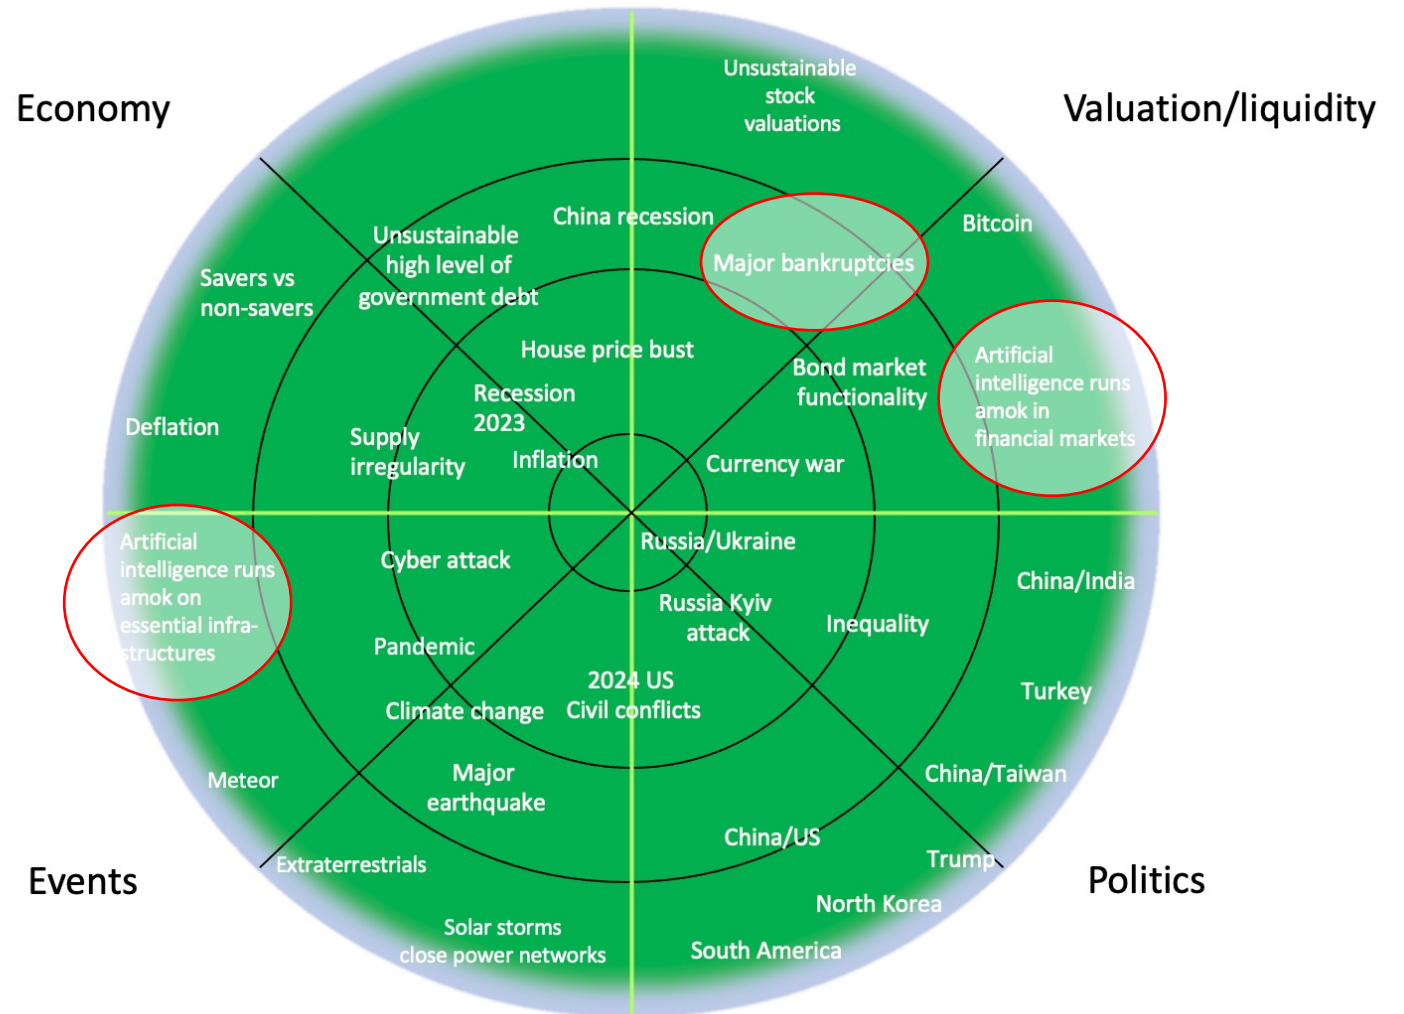 Economy
Valuation/liquidity
Unsustainable
stock
valuations
China recession
Unsustainable
high level of
government debt
Major bankruptcies
Bitcoin
Savers vs
non-savers
House price bust
Bond market
functionality
Artificial
intelligence runs
amok in
financial markets
Recession
2023
Deflation
Supply
irregularity
Inflation
Currency war
Artificial
intelligence runs
amok on
essential infra-
structures
Cyber attack
Russia/Ukraine
China/India
Russia Kyiv
attack
Inequality
Pandemic
2024 US
Civil conflicts
Turkey
Climate change
Meteor
Major
earthquake
China/Taiwan
China/US
Extraterrestrials
Trump
Events
Politics
North Korea
Solar storms
close power networks
South America